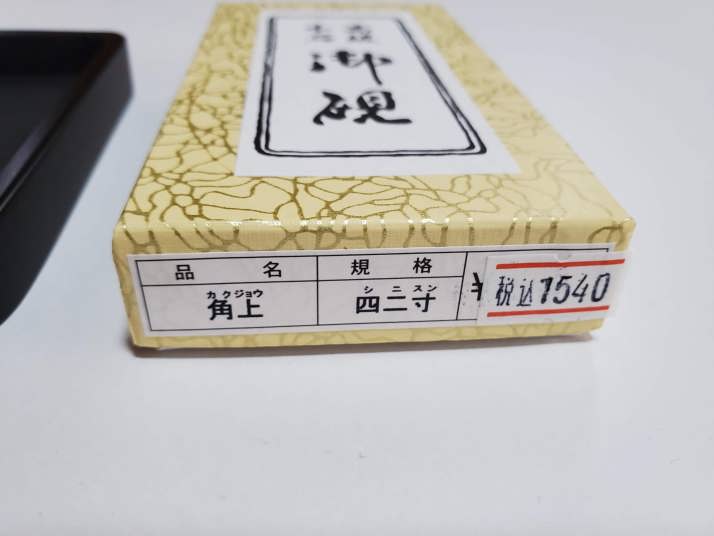 御硯
品名 規格
カクジョウ シニスン
角上 四二寸 ¥ 税込1540